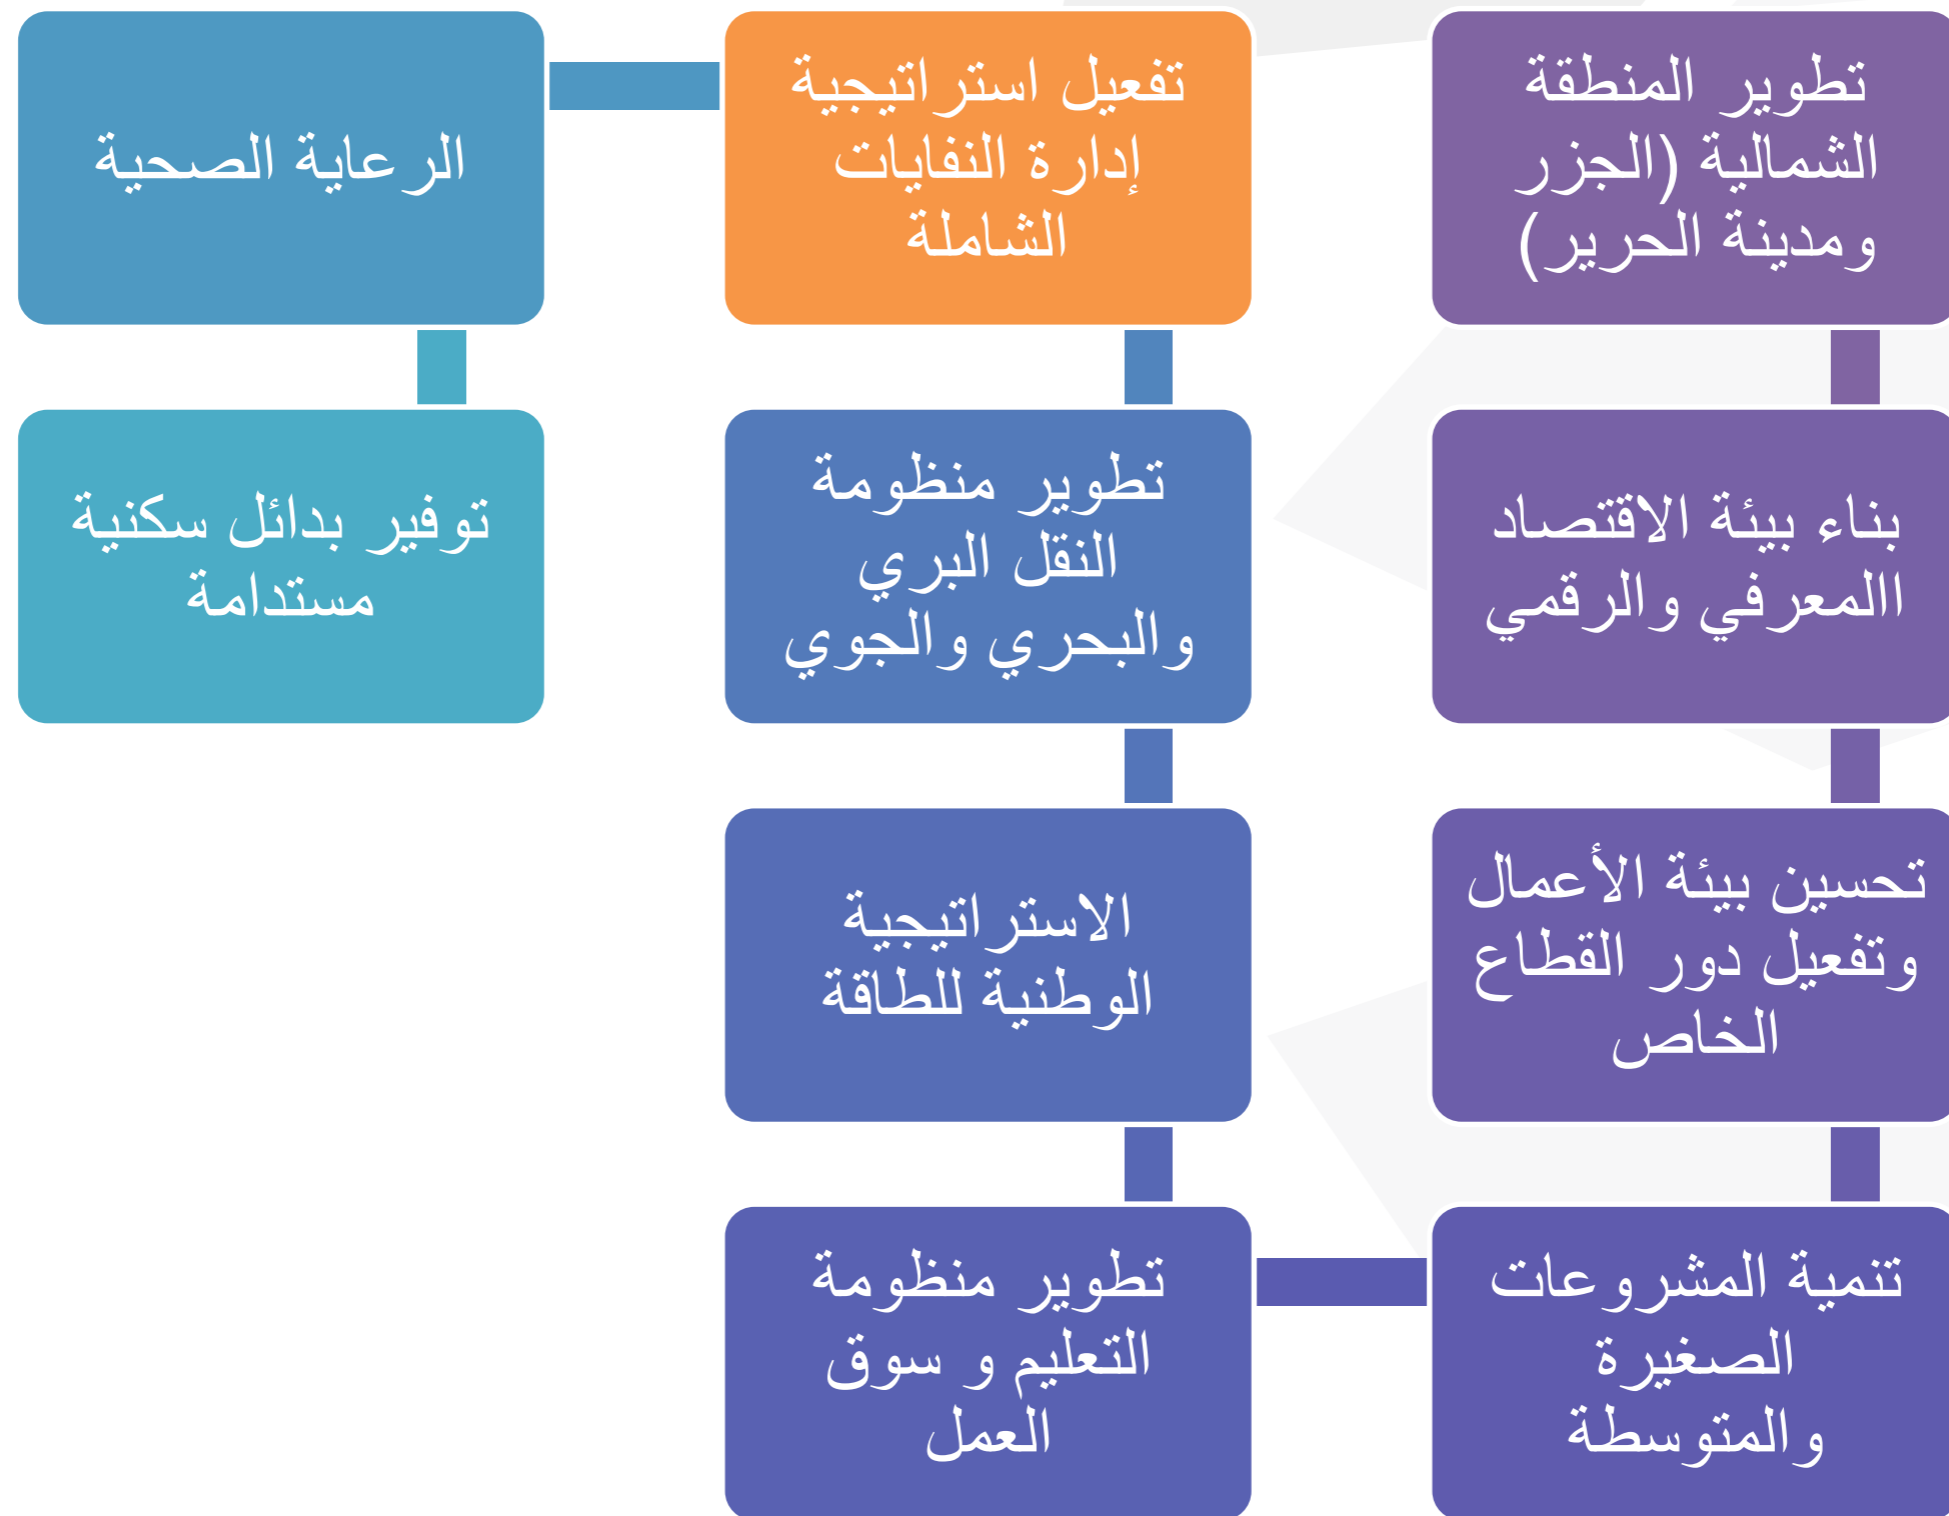 تطوير المنطقة
الشمالية (الجزر
ومدينة الحرير)
بناء بيئة الاقتصاد
االمعرفي والرقمي
تحسين بيئة الأعمال
وتفعيل دور القطاع
الخاص
تنمية المشروعات
الصغيرة
والمتوسطة
تطوير منظومة
التعليم و سوق
العمل
الاستراتيجية
الوطنية للطاقة
تطوير منظومة
النقل البري
والبحري والجوي
تفعيل استراتيجية
إدارة النفايات
الشاملة
الرعاية الصحية
توفير بدائل سكنية
مستدامة